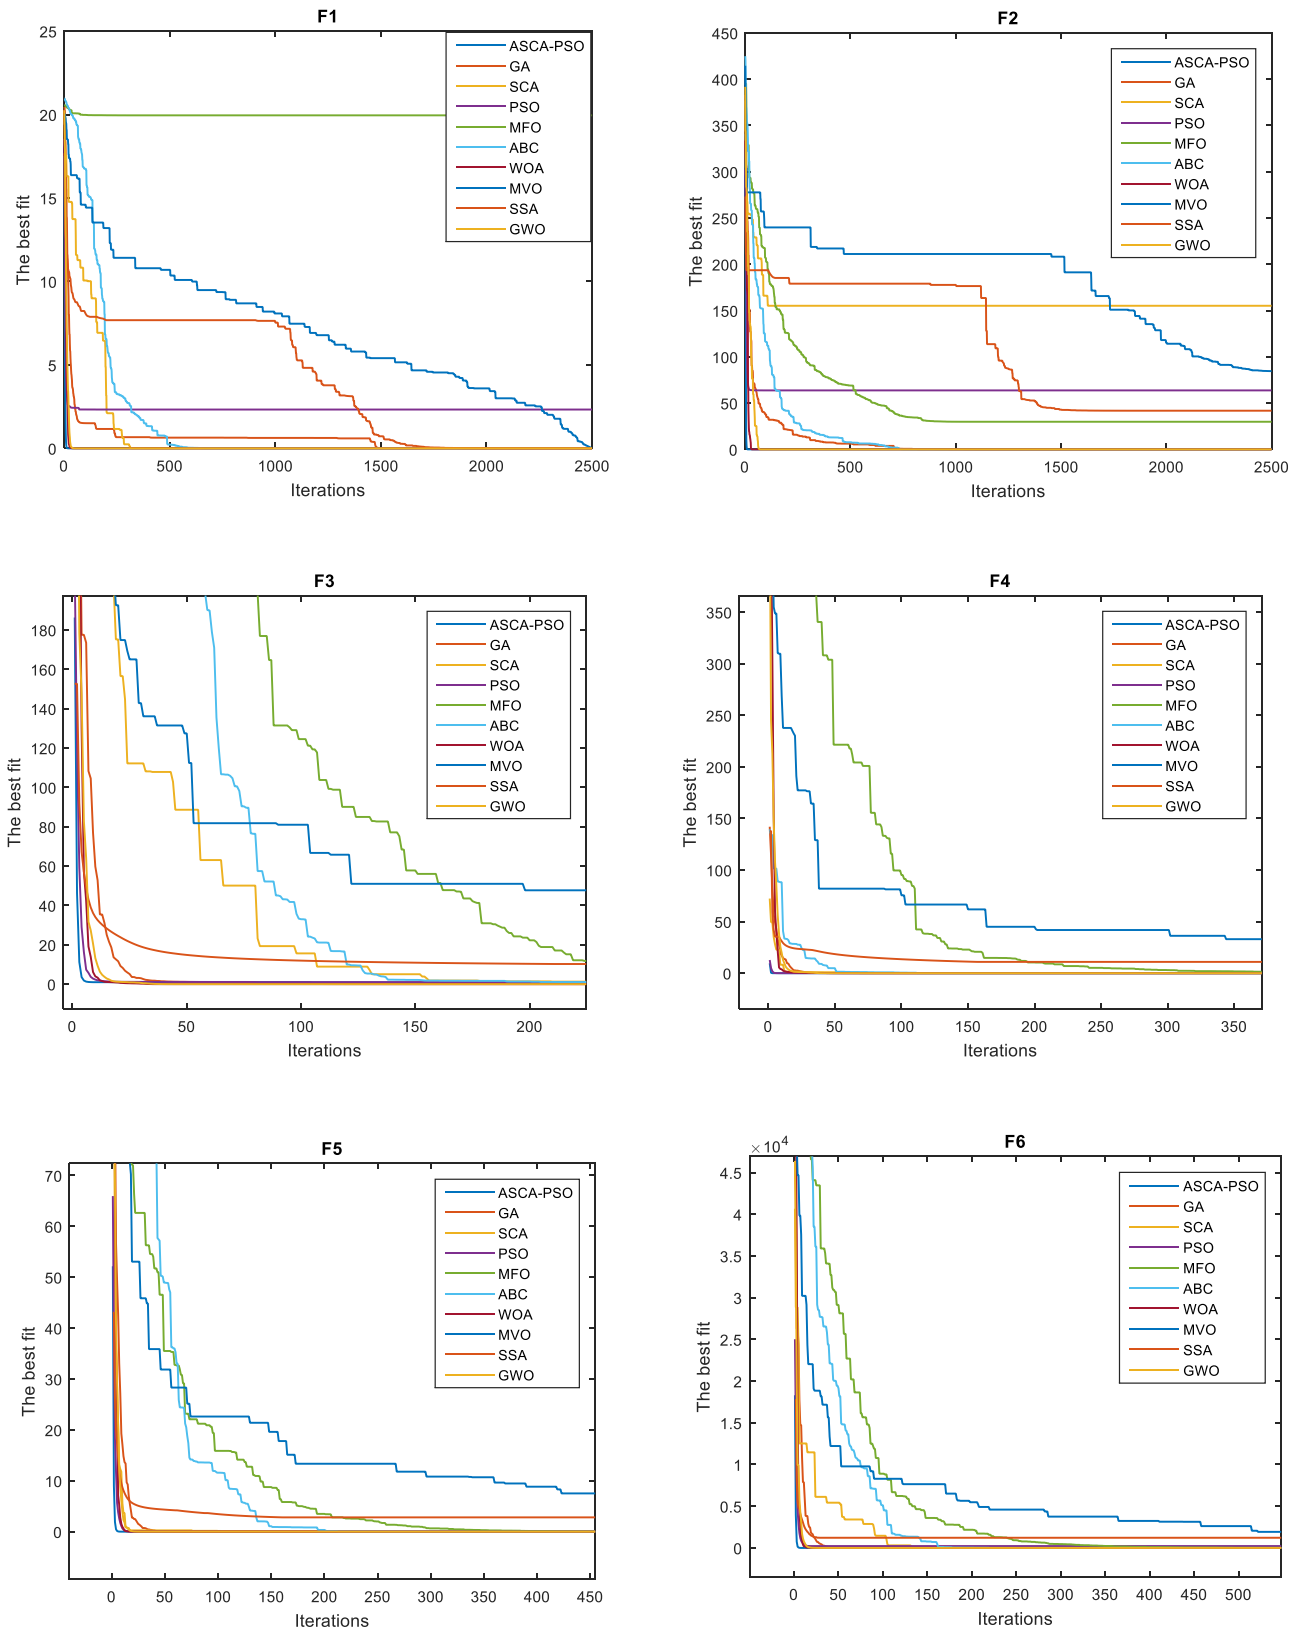 F1
25
20
15
10
5
0
The best fit
0 500 1000 1500 2000 2500
Iterations
ASCA-PSO
GA
SCA
PSO
MFO
ABC
WOA
MVO
SSA
GWO
F2
450
400
350
300
250
200
150
100
50
0
The best fit
0 500 1000 1500 2000 2500
Iterations
ASCA-PSO
GA
SCA
PSO
MFO
ABC
WOA
MVO
SSA
GWO
F3
180
160
140
120
100
80
60
40
20
0
The best fit
0 50 100 150 200
Iterations
ASCA-PSO
GA
SCA
PSO
MFO
ABC
WOA
MVO
SSA
GWO
F4
350
300
250
200
150
100
50
0
The best fit
0 50 100 150 200 250 300 350
Iterations
ASCA-PSO
GA
SCA
PSO
MFO
ABC
WOA
MVO
SSA
GWO
F5
70
60
50
40
30
20
10
0
The best fit
0 50 100 150 200 250 300 350 400 450
Iterations
ASCA-PSO
GA
SCA
PSO
MFO
ABC
WOA
MVO
SSA
GWO
F6
×10⁴
4.5
4
3.5
3
2.5
2
1.5
1
0.5
0
The best fit
0 50 100 150 200 250 300 350 400 450 500
Iterations
ASCA-PSO
GA
SCA
PSO
MFO
ABC
WOA
MVO
SSA
GWO